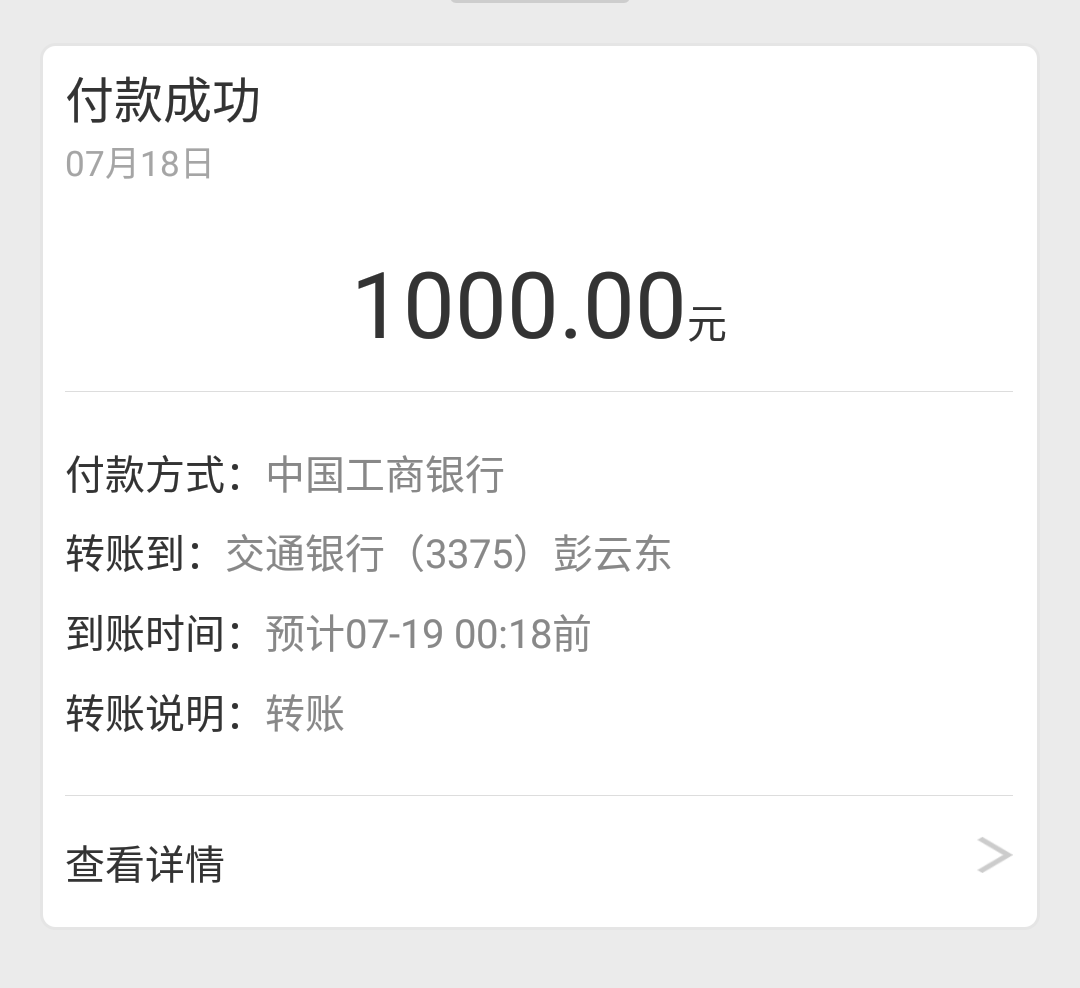 付款成功
07月18日
1000.00元
付款方式：中国工商银行
转账到：交通银行（3375）彭云东
到账时间：预计07-19 00:18前
转账说明：转账
查看详情